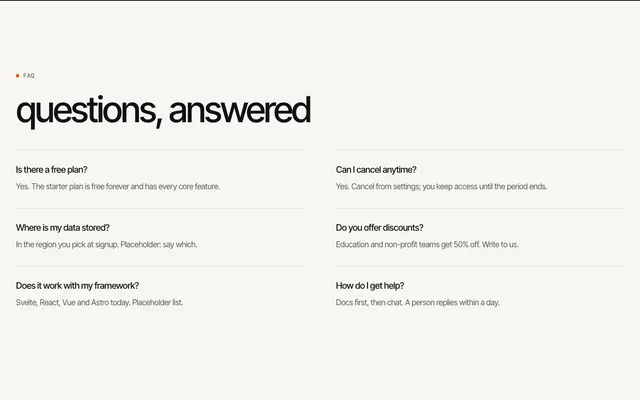 FAQ
questions, answered
Is there a free plan?
Yes. The starter plan is free forever and has every core feature.
Can I cancel anytime?
Yes. Cancel from settings; you keep access until the period ends.
Where is my data stored?
In the region you pick at signup. Placeholder: say which.
Do you offer discounts?
Education and non-profit teams get 50% off. Write to us.
Does it work with my framework?
Svelte, React, Vue and Astro today. Placeholder list.
How do I get help?
Docs first, then chat. A person replies within a day.